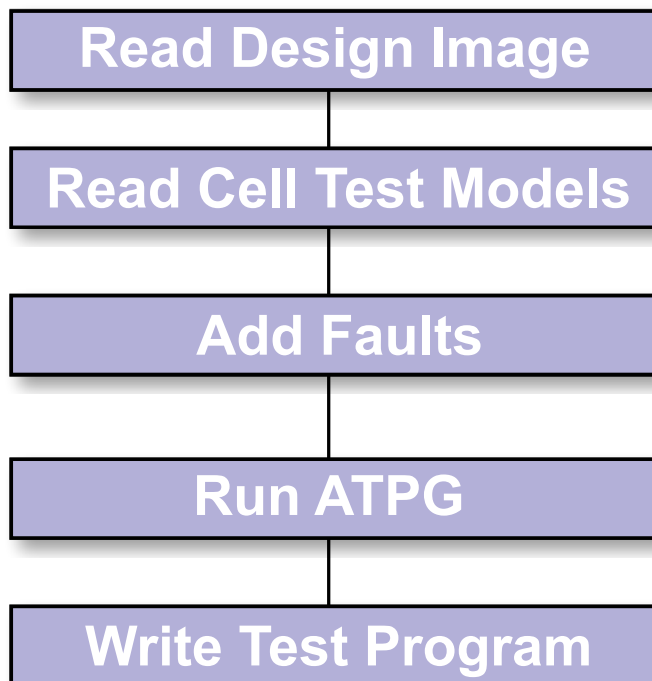 Read Design Image
Read Cell Test Models
Add Faults
Run ATPG
Write Test Program